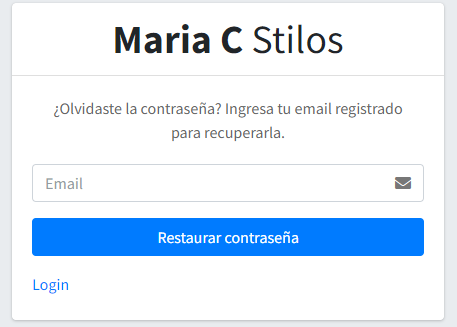 Maria C Stilos
¿Olvidaste la contraseña? Ingresa tu email registrado
para recuperarla.
Email
Restaurar contraseña
Login